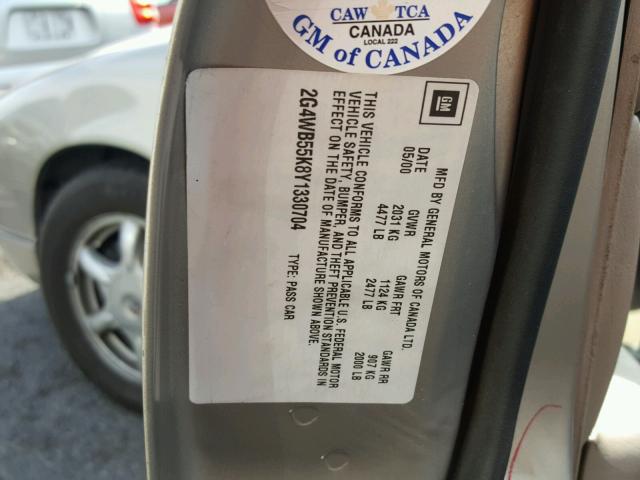 CAW TCA
CANADA
LOCAL 222
GM of CANADA
GM
MFD BY GENERAL MOTORS OF CANADA LTD.
DATE GVWR GAWR FRT GAWR RR
05/00 2031 KG 1124 KG 907 KG
4477 LB 2477 LB 2000 LB
THIS VEHICLE CONFORMS TO ALL APPLICABLE U.S. FEDERAL MOTOR
VEHICLE SAFETY, BUMPER, AND THEFT PREVENTION STANDARDS IN
EFFECT ON THE DATE OF MANUFACTURE SHOWN ABOVE.
2G4WB55K8Y1330704 TYPE: PASS CAR